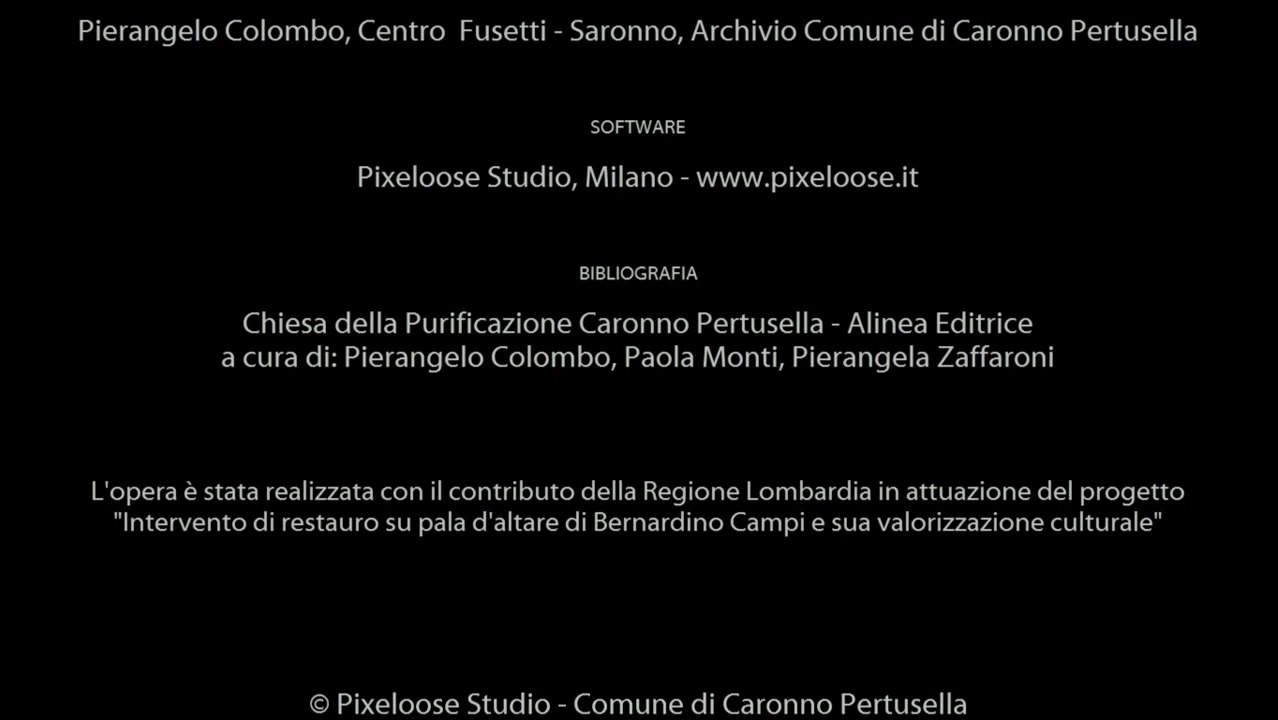 Pierangelo Colombo, Centro  Fusetti - Saronno, Archivio Comune di Caronno Pertusella
SOFTWARE
Pixeloose Studio, Milano - www.pixeloose.it
BIBLIOGRAFIA
Chiesa della Purificazione Caronno Pertusella - Alinea Editrice
a cura di: Pierangelo Colombo, Paola Monti, Pierangela Zaffaroni
L'opera è stata realizzata con il contributo della Regione Lombardia in attuazione del progetto
"Intervento di restauro su pala d'altare di Bernardino Campi e sua valorizzazione culturale"
© Pixeloose Studio - Comune di Caronno Pertusella